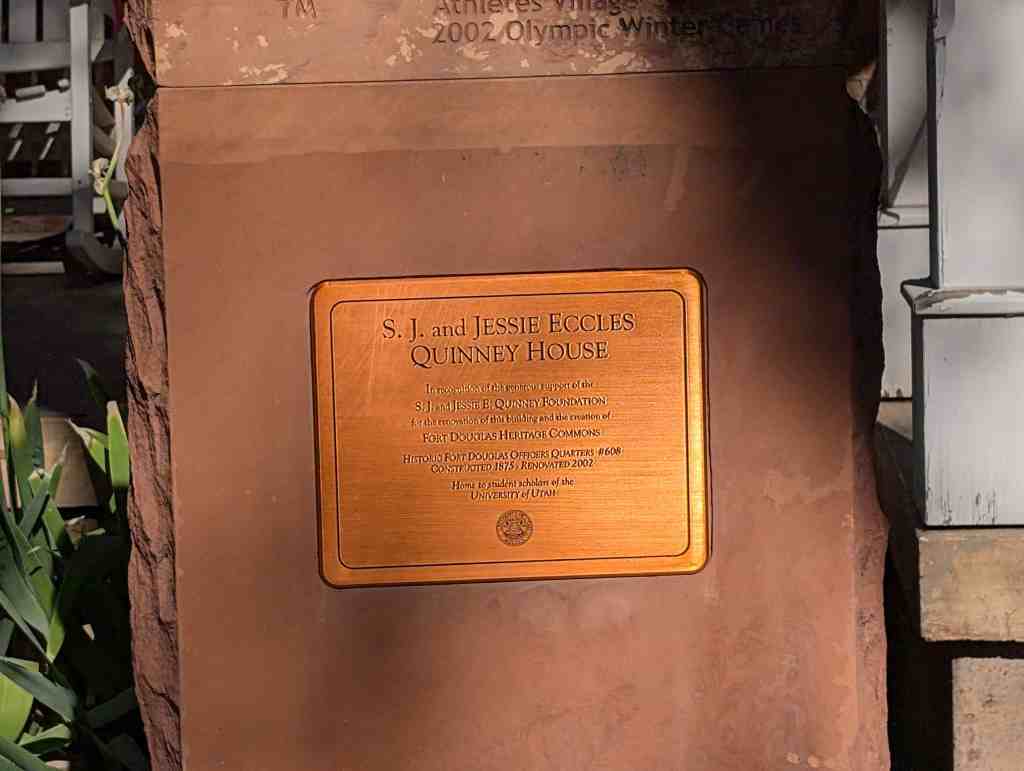 TM
Athletes Village
2002 Olympic Winter Games
S. J. and JESSIE ECCLES
QUINNEY HOUSE
In recognition of the generous support of the
S. J. and JESSIE E. QUINNEY FOUNDATION
for the renovation of this building and the creation of
FORT DOUGLAS HERITAGE COMMONS
HISTORIC FORT DOUGLAS OFFICERS QUARTERS #608
CONSTRUCTED 1875 : RENOVATED 2002
Home to student scholars of the
UNIVERSITY of UTAH